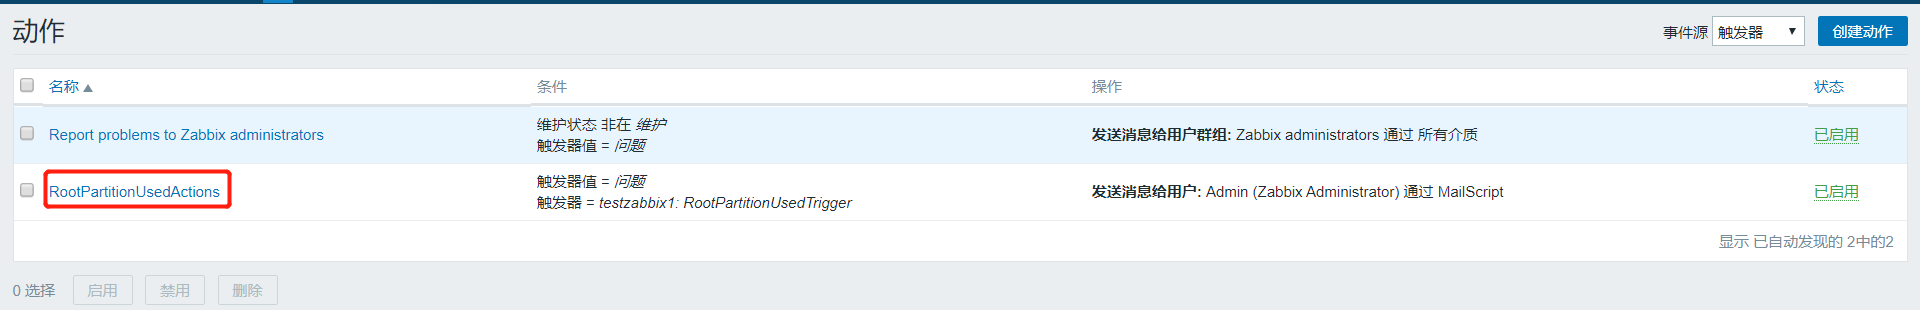 动作
事件源 触发器 创建动作
名称 条件 操作 状态
Report problems to Zabbix administrators
维护状态 非在 维护
触发器值 = 问题
发送消息给用户群组: Zabbix administrators 通过 所有介质
已启用
RootPartitionUsedActions
触发器值 = 问题
触发器 = testzabbix1: RootPartitionUsedTrigger
发送消息给用户: Admin (Zabbix Administrator) 通过 MailScript
已启用
显示 已自动发现的 2中的2
0 选择 启用 禁用 删除